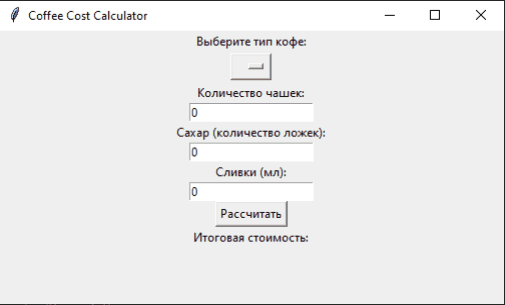 Coffee Cost Calculator
Выберите тип кофе:
Количество чашек:
0
Сахар (количество ложек):
0
Сливки (мл):
0
Рассчитать
Итоговая стоимость: